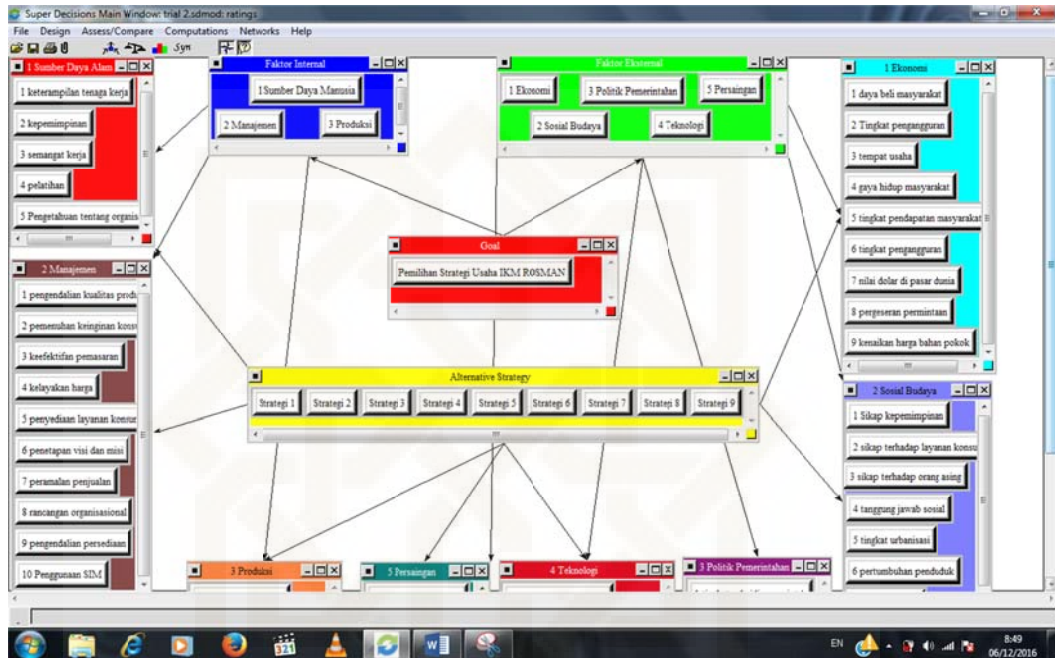 Super Decisions Main Window: trial 2.sdmod: ratings
File Design Assess/Compare Computations Networks Help
Syn
1 Sumber Daya Alam
1 keterampilan tenaga kerja
2 kepemimpinan
3 semangat kerja
4 pelatihan
5 Pengetahuan tentang organis
Faktor Internal
1Sumber Daya Manusia
2 Manajemen
3 Produksi
Faktor Eksternal
1 Ekonomi
3 Politik Pemerintahan
5 Persaingan
2 Sosial Budaya
4 Teknologi
1 Ekonomi
1 daya beli masyarakat
2 Tingkat pengangguran
3 tempat usaha
4 gaya hidup masyarakat
5 tingkat pendapatan masyarakat
6 tingkat pengangguran
7 nilai dolar di pasar dunia
8 pergeseran permintaan
9 kenaikan harga bahan pokok
Goal
Pemilihan Strategi Usaha IKM ROSMAN
2 Manajemen
1 pengendalian kualitas produ
2 pemenuhan keinginan konsu
3 keefektifan pemasaran
4 kelayakan harga
5 penyediaan layanan konsur
6 penetapan visi dan misi
7 peramalan penjualan
8 rancangan organisasional
9 pengendalian persediaan
10 Penggunaan SIM
Alternative Strategy
Strategi 1 Strategi 2 Strategi 3 Strategi 4 Strategi 5 Strategi 6 Strategi 7 Strategi 8 Strategi 9
2 Sosial Budaya
1 Sikap kepemimpinan
2 sikap terhadap layanan konsu
3 sikap terhadap orang asing
4 tanggung jawab sosial
5 tingkat urbanisasi
6 pertumbuhan penduduk
3 Produksi
5 Persaingan
4 Teknologi
3 Politik Pemerintahan
321
EN
8:49
06/12/2016